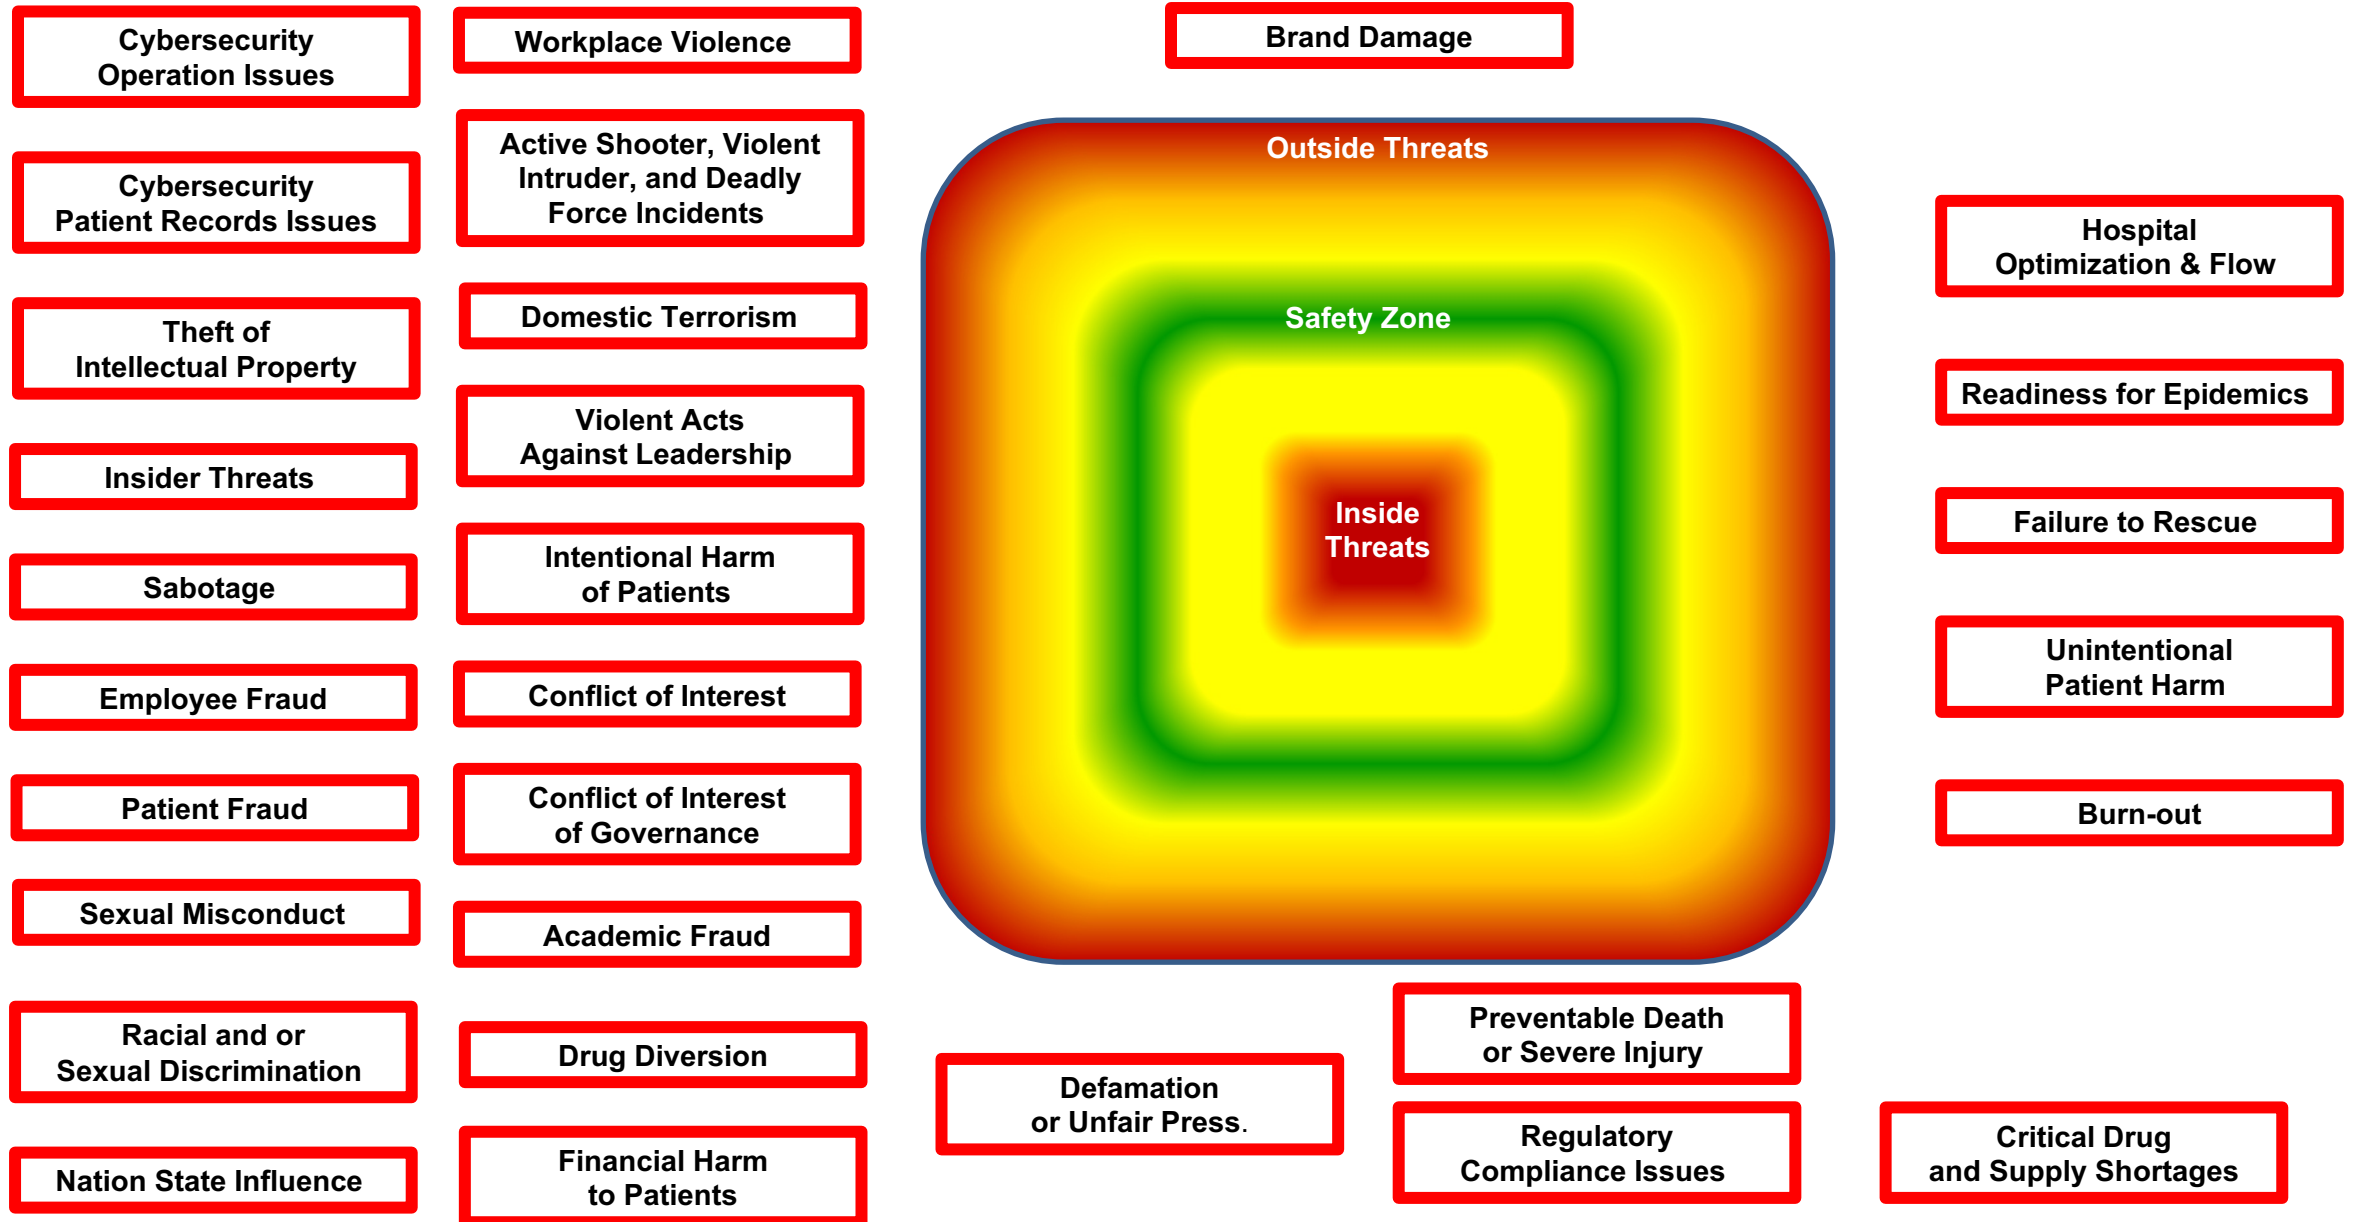 Cybersecurity
Operation Issues
Cybersecurity
Patient Records Issues
Theft of
Intellectual Property
Insider Threats
Sabotage
Employee Fraud
Patient Fraud
Sexual Misconduct
Racial and or
Sexual Discrimination
Nation State Influence
Workplace Violence
Active Shooter, Violent
Intruder, and Deadly
Force Incidents
Domestic Terrorism
Violent Acts
Against Leadership
Intentional Harm
of Patients
Conflict of Interest
Conflict of Interest
of Governance
Academic Fraud
Drug Diversion
Financial Harm
to Patients
Brand Damage
Outside Threats
Safety Zone
Inside
Threats
Defamation
or Unfair Press.
Preventable Death
or Severe Injury
Regulatory
Compliance Issues
Hospital
Optimization & Flow
Readiness for Epidemics
Failure to Rescue
Unintentional
Patient Harm
Burn-out
Critical Drug
and Supply Shortages